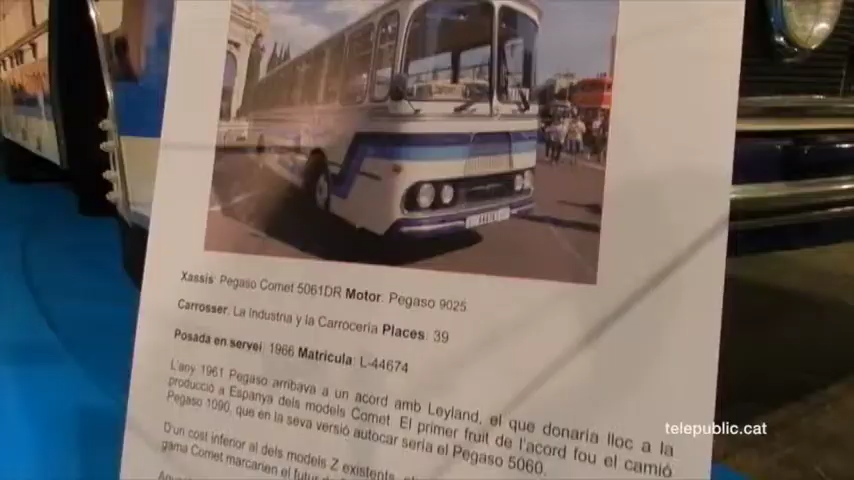 Xassis: Pegaso Comet 5061DR Motor: Pegaso 9025
Carrosser: La Industria y la Carrocería Places: 39
Posada en servei: 1966 Matrícula: L-44674
L'any 1961 Pegaso arribava a un acord amb Leyland, el que donaria lloc a la
producció a Espanya dels models Comet. El primer fruit de l'acord fou el camió
Pegaso 1090, que en la seva versió autocar seria el Pegaso 5060.
D'un cost inferior al dels models Z existents,
gama Comet marcarien el futur
telepublic.cat